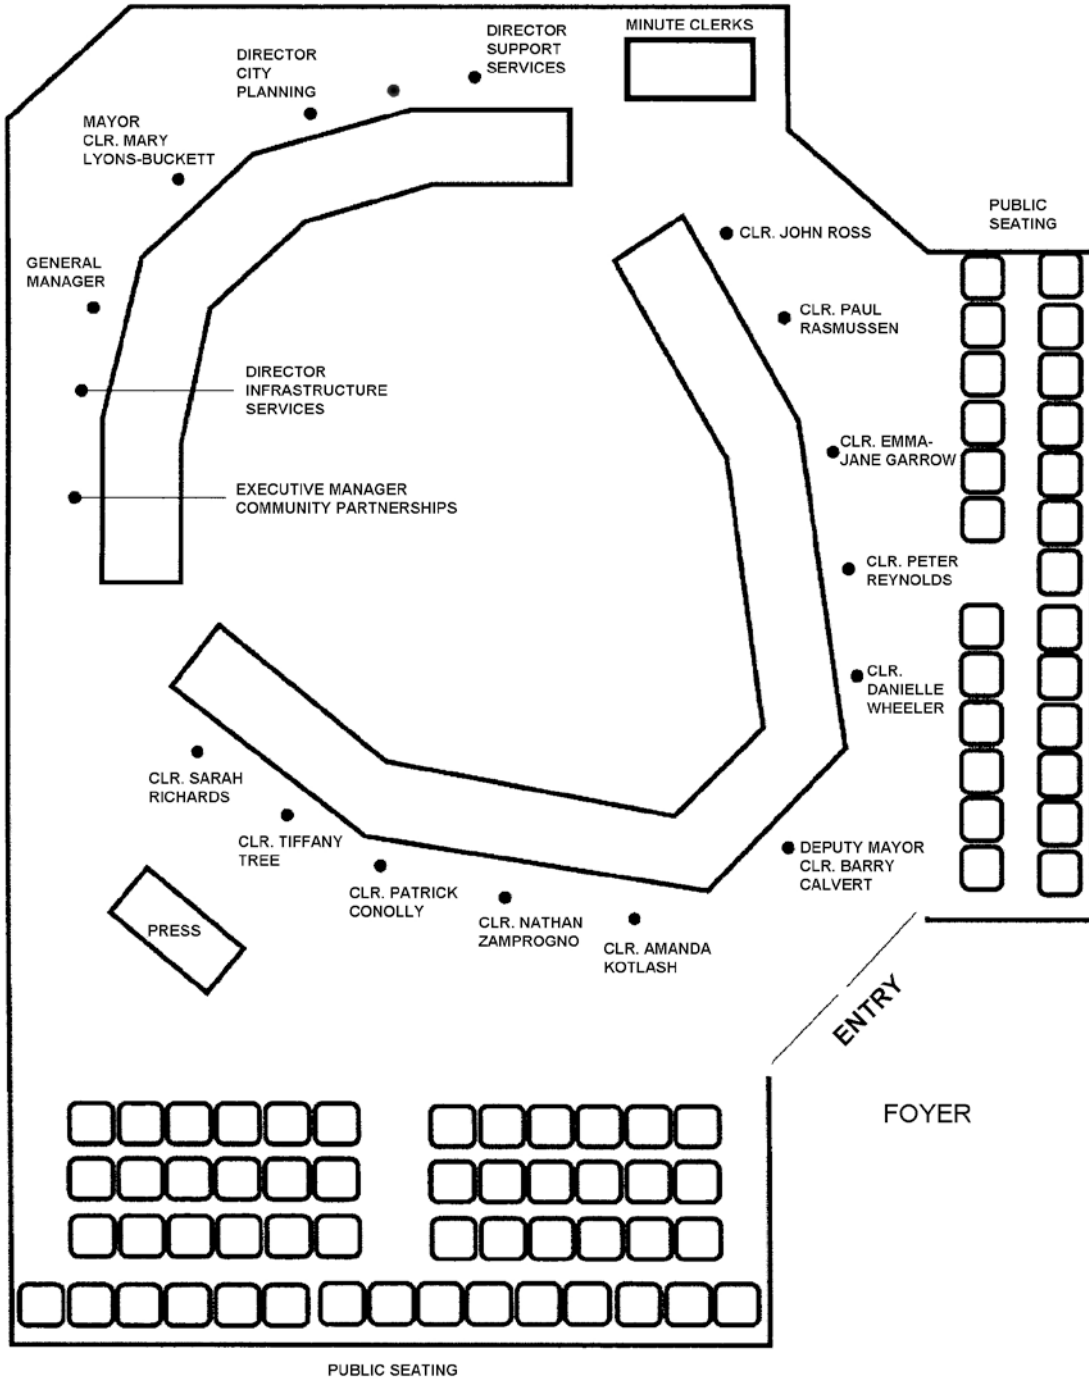 MINUTE CLERKS
DIRECTOR
SUPPORT
SERVICES
DIRECTOR
CITY
PLANNING
MAYOR
CLR. MARY
LYONS-BUCKETT
GENERAL
MANAGER
DIRECTOR
INFRASTRUCTURE
SERVICES
EXECUTIVE MANAGER
COMMUNITY PARTNERSHIPS
PUBLIC
SEATING
CLR. JOHN ROSS
CLR. PAUL
RASMUSSEN
CLR. EMMA-
JANE GARROW
CLR. PETER
REYNOLDS
CLR.
DANIELLE
WHEELER
DEPUTY MAYOR
CLR. BARRY
CALVERT
CLR. SARAH
RICHARDS
CLR. TIFFANY
TREE
CLR. PATRICK
CONOLLY
CLR. NATHAN
ZAMPROGNO
CLR. AMANDA
KOTLASH
PRESS
ENTRY
FOYER
PUBLIC SEATING